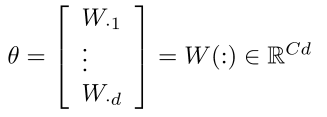 θ = [ W·1 ⋮ W·d ] = W(:) ∈ ℝ^{Cd}